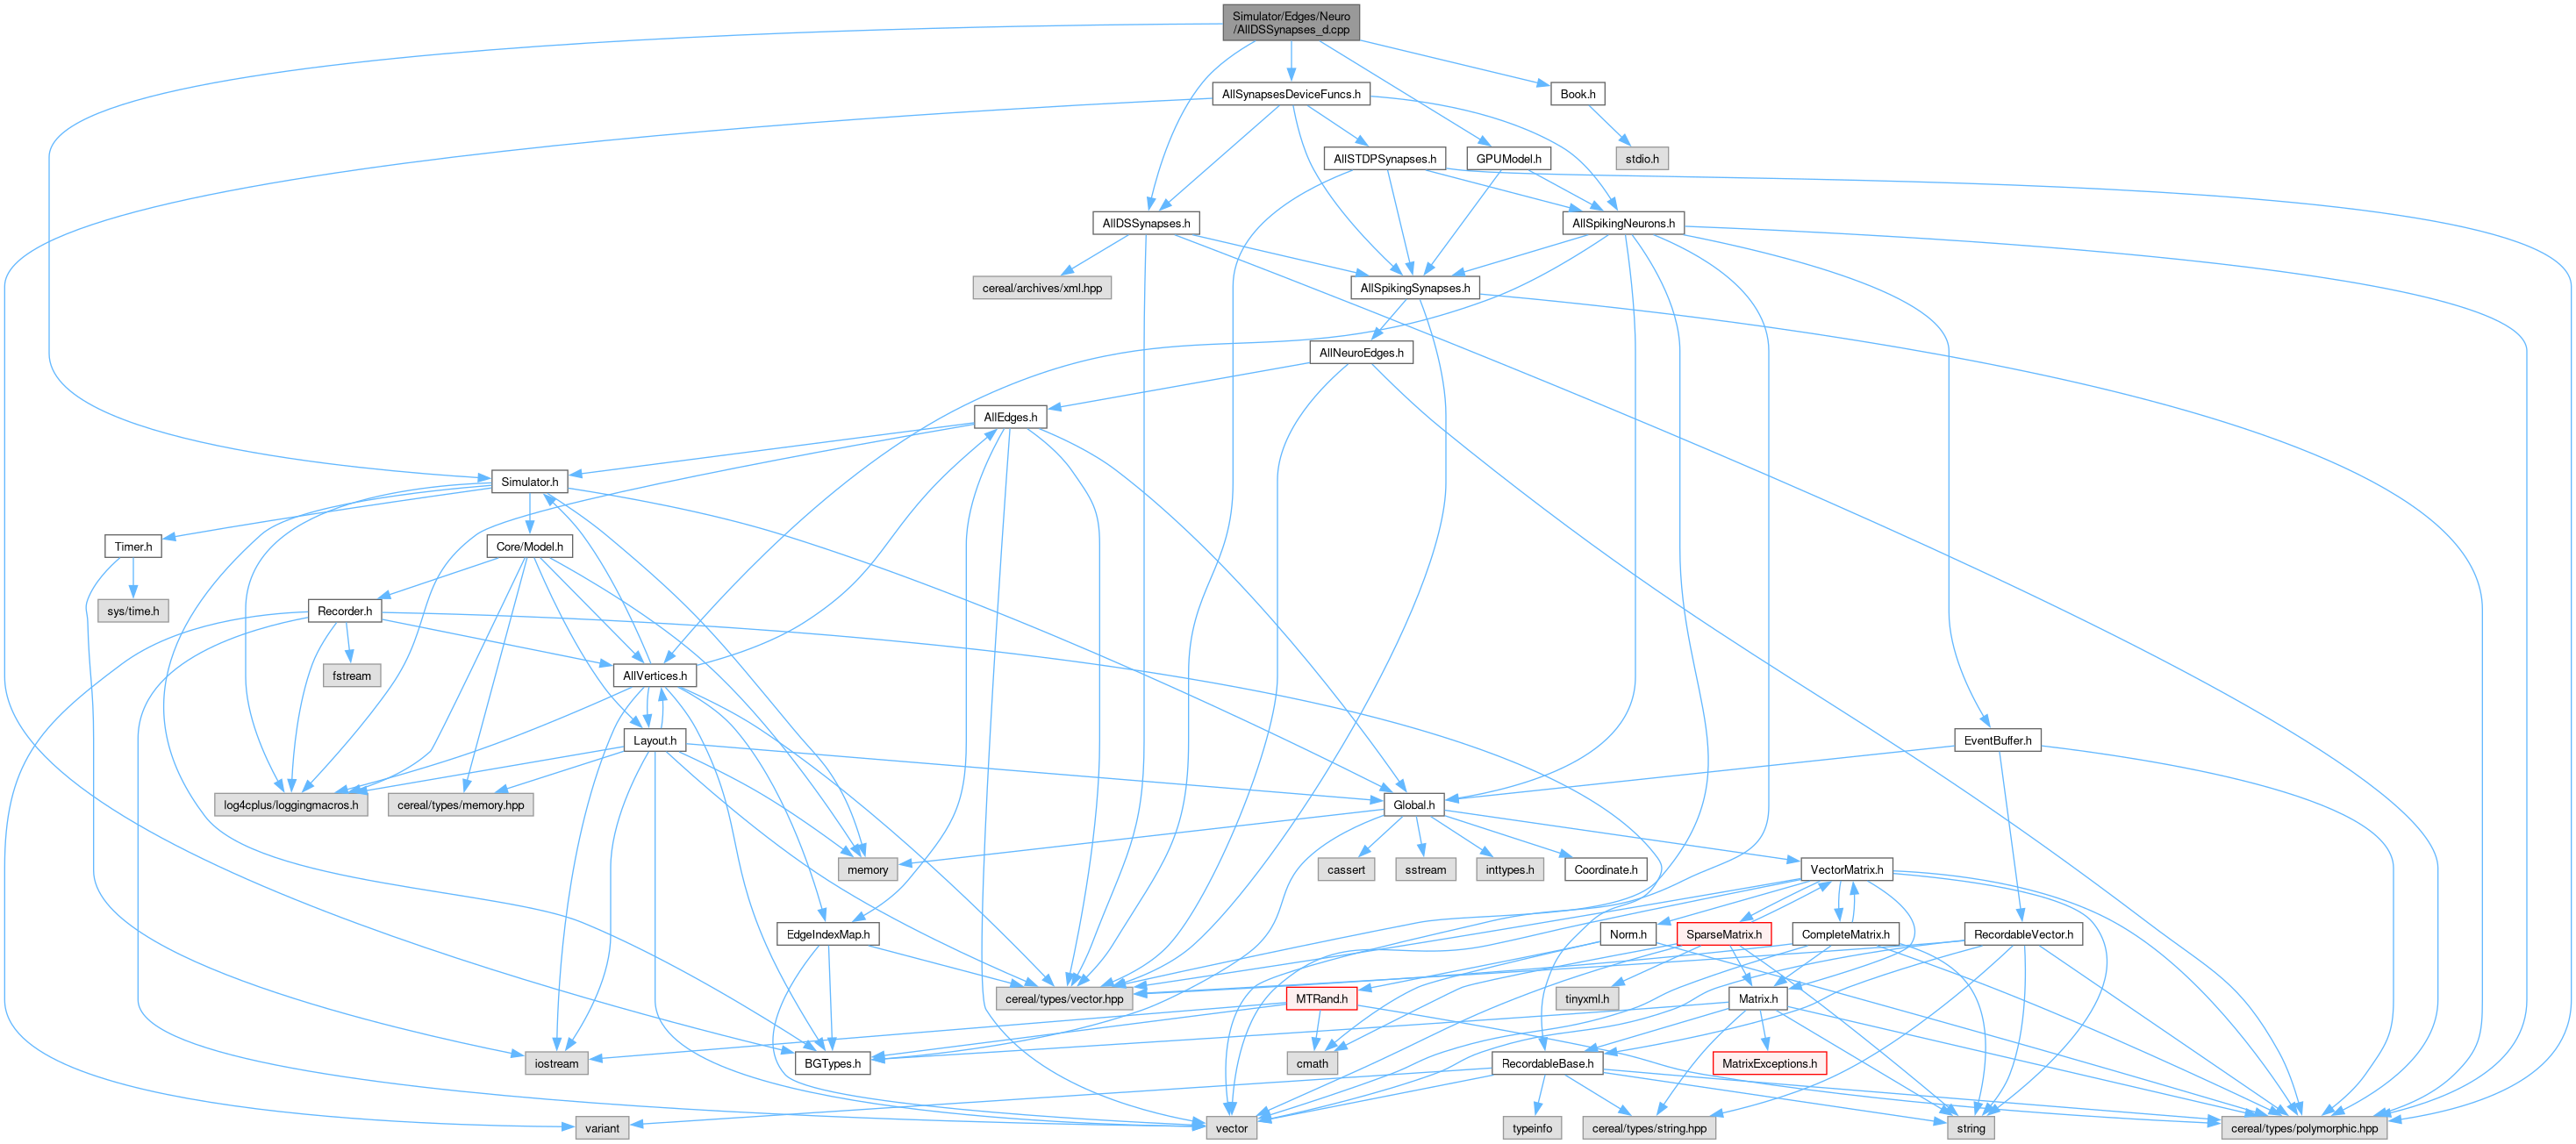 Simulator/Edges/Neuro
/AllDSSynapses_d.cpp
AllSynapsesDeviceFuncs.h
Book.h
AllSTDPSynapses.h
GPUModel.h
stdio.h
AllDSSynapses.h
AllSpikingNeurons.h
cereal/archives/xml.hpp
AllSpikingSynapses.h
AllNeuroEdges.h
AllEdges.h
Simulator.h
Timer.h
Core/Model.h
sys/time.h
Recorder.h
fstream
AllVertices.h
Layout.h
EventBuffer.h
log4cplus/loggingmacros.h
cereal/types/memory.hpp
Global.h
memory
cassert
sstream
inttypes.h
Coordinate.h
VectorMatrix.h
EdgeIndexMap.h
Norm.h
SparseMatrix.h
CompleteMatrix.h
RecordableVector.h
cereal/types/vector.hpp
MTRand.h
tinyxml.h
Matrix.h
iostream
BGTypes.h
cmath
RecordableBase.h
MatrixExceptions.h
variant
vector
typeinfo
cereal/types/string.hpp
string
cereal/types/polymorphic.hpp